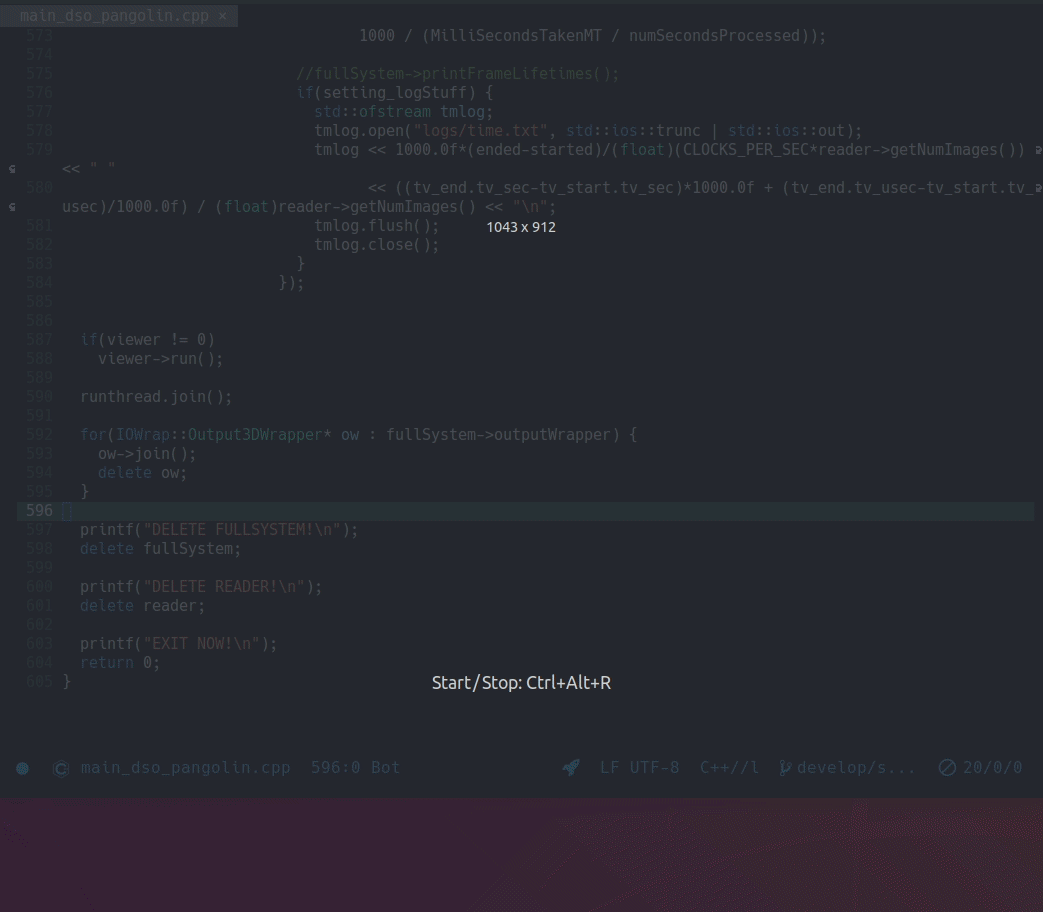 main_dso_pangolin.cpp ×
573 1000 / (MilliSecondsTakenMT / numSecondsProcessed));
574
575 //fullSystem->printFrameLifetimes();
576 if(setting_logStuff) {
577 std::ofstream tmlog;
578 tmlog.open("logs/time.txt", std::ios::trunc | std::ios::out);
579 tmlog << 1000.0f*(ended-started)/(float)(CLOCKS_PER_SEC*reader->getNumImages())
<< " "
580 << ((tv_end.tv_sec-tv_start.tv_sec)*1000.0f + (tv_end.tv_usec-tv_start.tv_
usec)/1000.0f) / (float)reader->getNumImages() << "\n";
581 tmlog.flush();
1043 x 912
582 tmlog.close();
583 }
584 });
585
586
587 if(viewer != 0)
588 viewer->run();
589
590 runthread.join();
591
592 for(IOWrap::Output3DWrapper* ow : fullSystem->outputWrapper) {
593 ow->join();
594 delete ow;
595 }
596
597 printf("DELETE FULLSYSTEM!\n");
598 delete fullSystem;
599
600 printf("DELETE READER!\n");
601 delete reader;
602
603 printf("EXIT NOW!\n");
604 return 0;
605 }
Start/Stop: Ctrl+Alt+R
main_dso_pangolin.cpp 596:0 Bot LF UTF-8 C++//l develop/s... 20/0/0